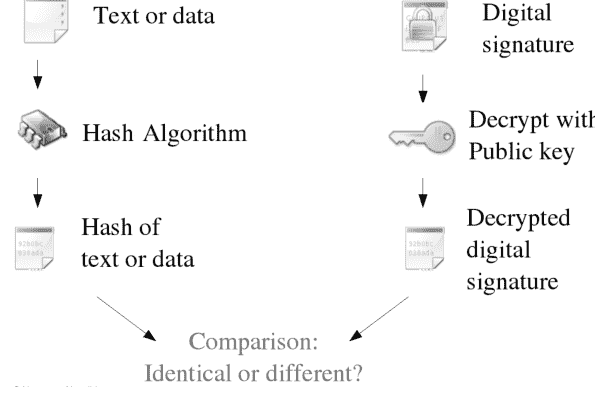 Text or data
Digital
signature
Hash Algorithm
Decrypt with
Public key
Hash of
text or data
Decrypted
digital
signature
Comparison:
Identical or different?